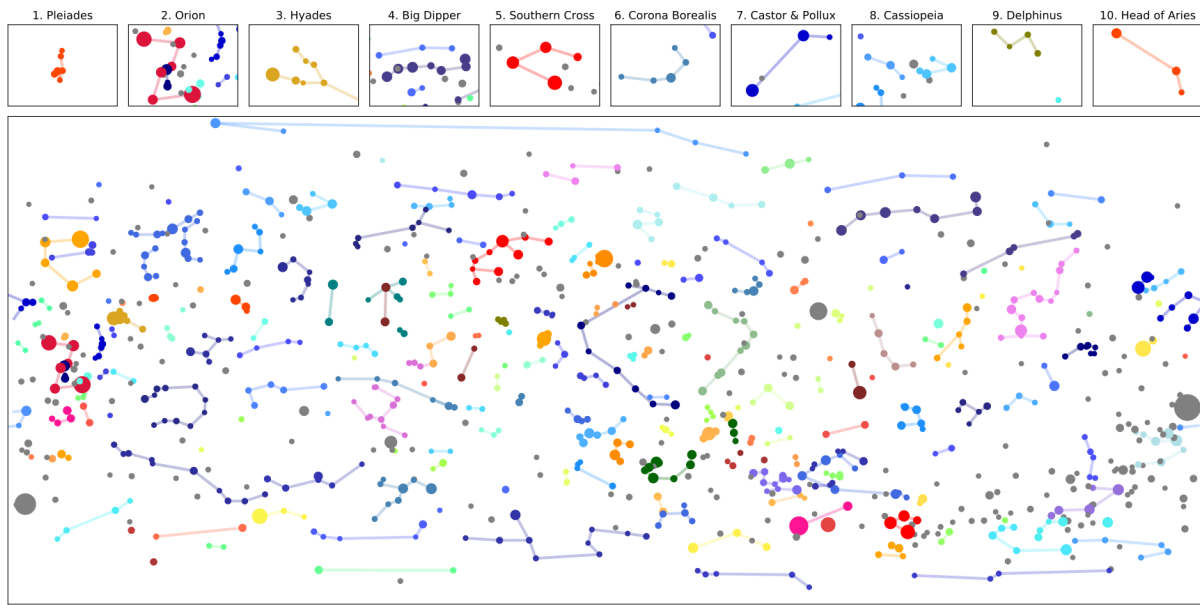 1. Pleiades
2. Orion
3. Hyades
4. Big Dipper
5. Southern Cross
6. Corona Borealis
7. Castor & Pollux
8. Cassiopeia
9. Delphinus
10. Head of Aries